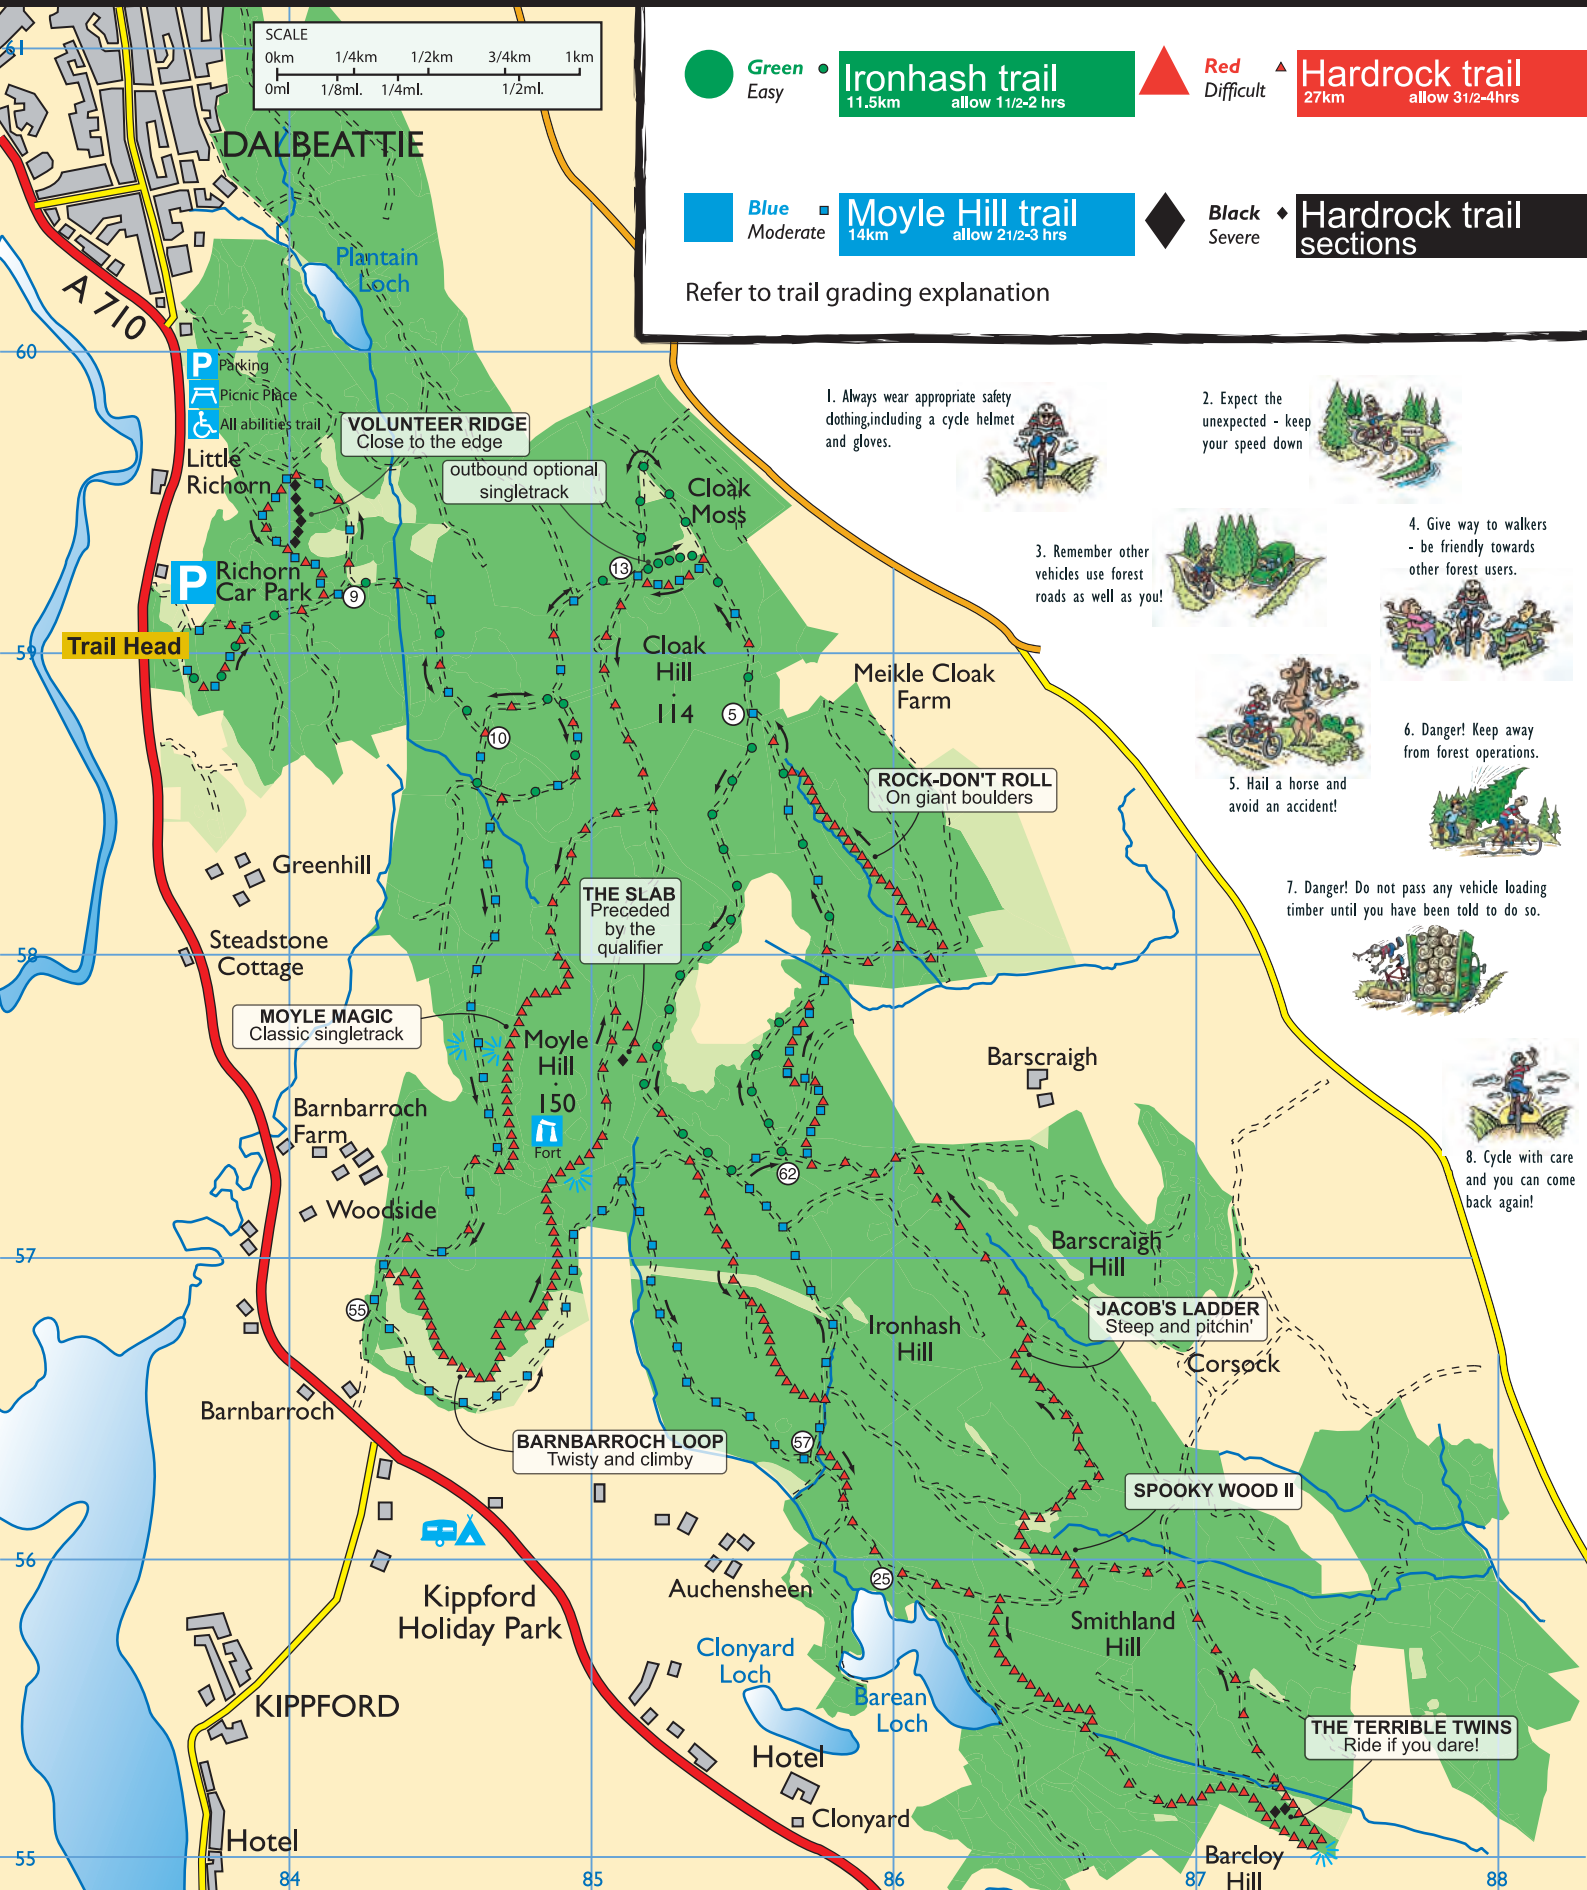 SCALE
0km 1/4km 1/2km 3/4km 1km
0ml 1/8ml. 1/4ml. 1/2ml.
Green
Easy
Ironhash trail
11.5km allow 11/2-2 hrs
Red
Difficult
Hardrock trail
27km allow 31/2-4hrs
Blue
Moderate
Moyle Hill trail
14km allow 21/2-3 hrs
Black
Severe
Hardrock trail
sections
Refer to trail grading explanation
61
DALBEATTIE
Plantain
Loch
A 710
60
P Parking
Picnic Place
All abilities trail
Little
Richorn
VOLUNTEER RIDGE
Close to the edge
outbound optional
singletrack
Cloak
Moss
13
P Richorn
Car Park
9
Trail Head
59
Cloak
Hill
114
5
10
Meikle Cloak
Farm
ROCK-DON'T ROLL
On giant boulders
Greenhill
THE SLAB
Preceded
by the
qualifier
Steadstone
Cottage
58
MOYLE MAGIC
Classic singletrack
Moyle
Hill
150
Fort
Barscraigh
Barnbarroch
Farm
62
Woodside
57
Barscraigh
Hill
55
JACOB'S LADDER
Steep and pitchin'
Ironhash
Hill
Corsock
Barnbarroch
BARNBARROCH LOOP
Twisty and climby
57
SPOOKY WOOD II
56
25
Auchensheen
Kippford
Holiday Park
Smithland
Hill
Clonyard
Loch
Barean
Loch
KIPPFORD
THE TERRIBLE TWINS
Ride if you dare!
Hotel
Clonyard
Hotel
Barcloy
Hill
55
84 85 86 87 88
1. Always wear appropriate safety
clothing,including a cycle helmet
and gloves.
2. Expect the
unexpected - keep
your speed down
3. Remember other
vehicles use forest
roads as well as you!
4. Give way to walkers
- be friendly towards
other forest users.
5. Hail a horse and
avoid an accident!
6. Danger! Keep away
from forest operations.
7. Danger! Do not pass any vehicle loading
timber until you have been told to do so.
8. Cycle with care
and you can come
back again!